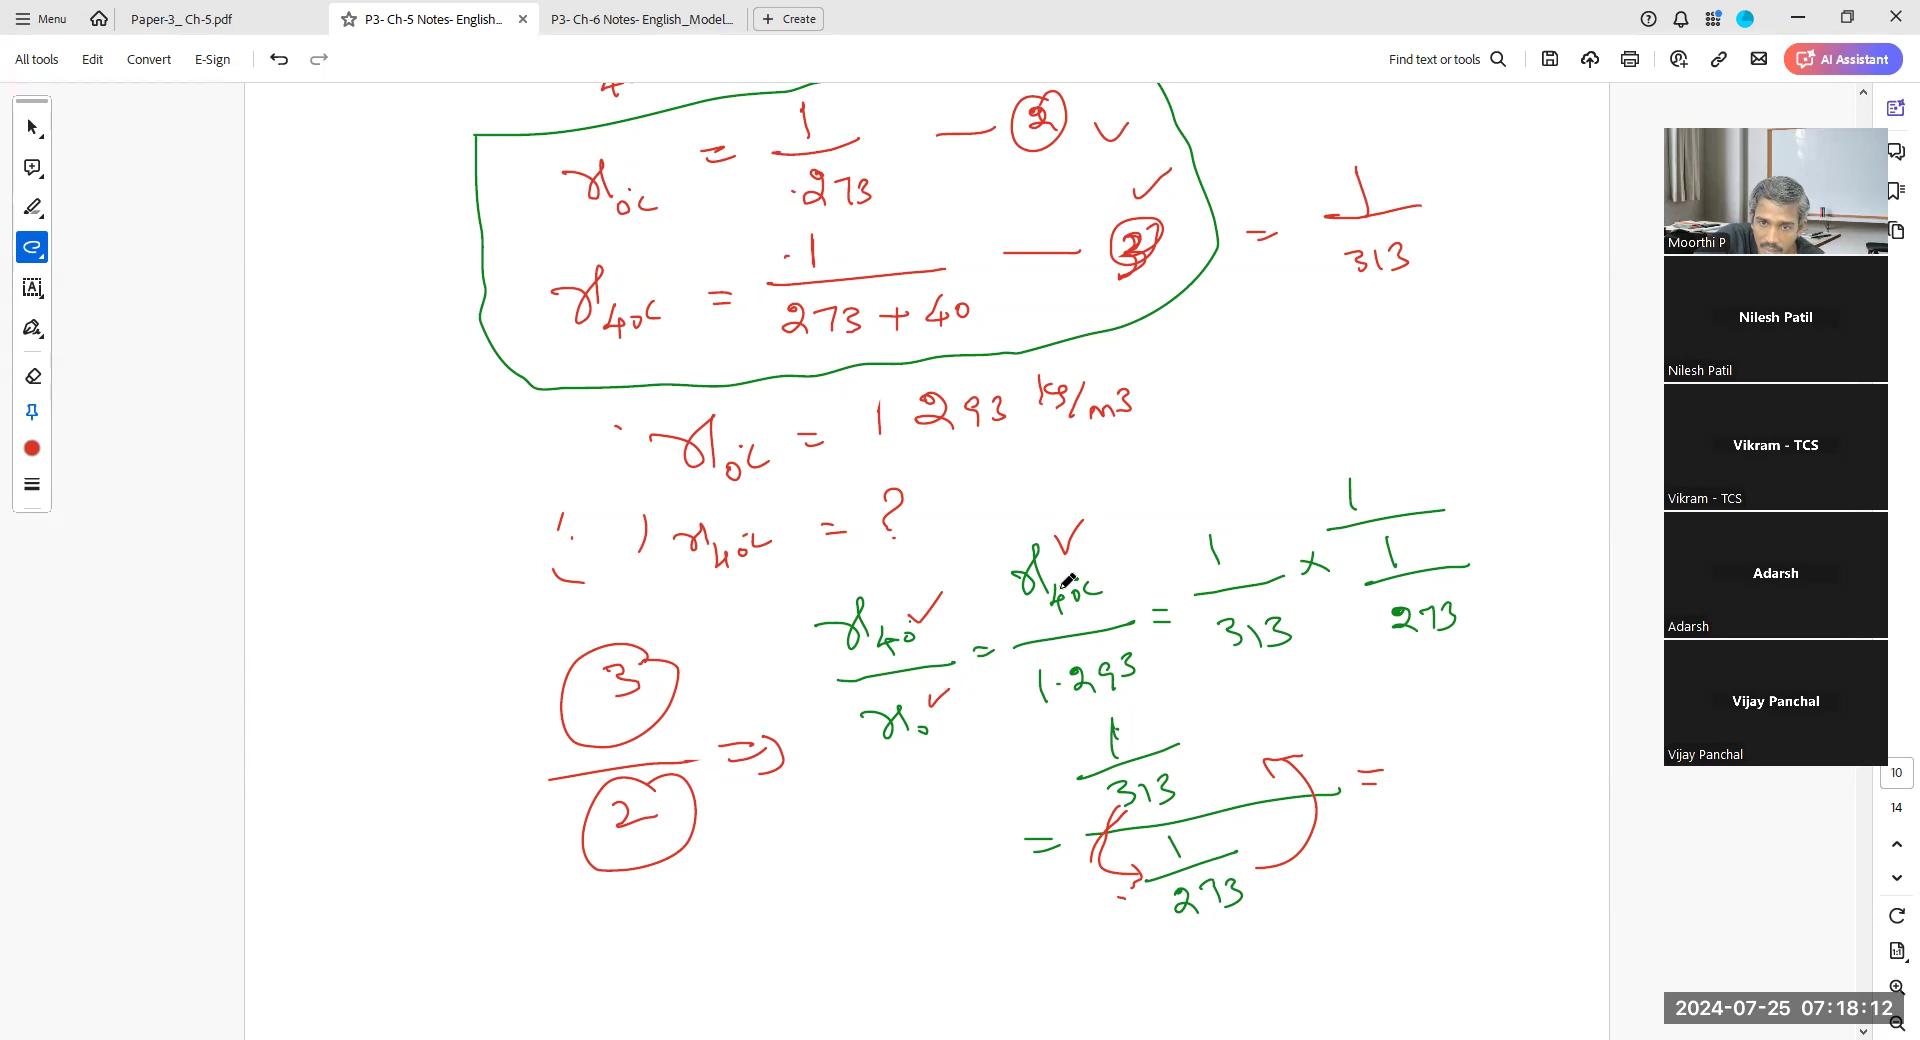 Menu
Paper-3_ Ch-5.pdf
P3- Ch-5 Notes- English...
P3- Ch-6 Notes- English_Model...
+ Create
All tools
Edit
Convert
E-Sign
Find text or tools
AI Assistant
4
γ0°C = 1/273 — 2
γ40°C = 1/273 + 40 — 3 = 1/313
γ0°C = 1 293 kg/m3
γ40°C = ?
γ40/γ0 = γ40°C/1.293 = 1/313 × 1/1/273
3/2 =>
= 1/313/1/273 =
Moorthi P
Nilesh Patil
Nilesh Patil
Vikram - TCS
Vikram - TCS
Adarsh
Adarsh
Vijay Panchal
Vijay Panchal
10
14
2024-07-25 07:18:12